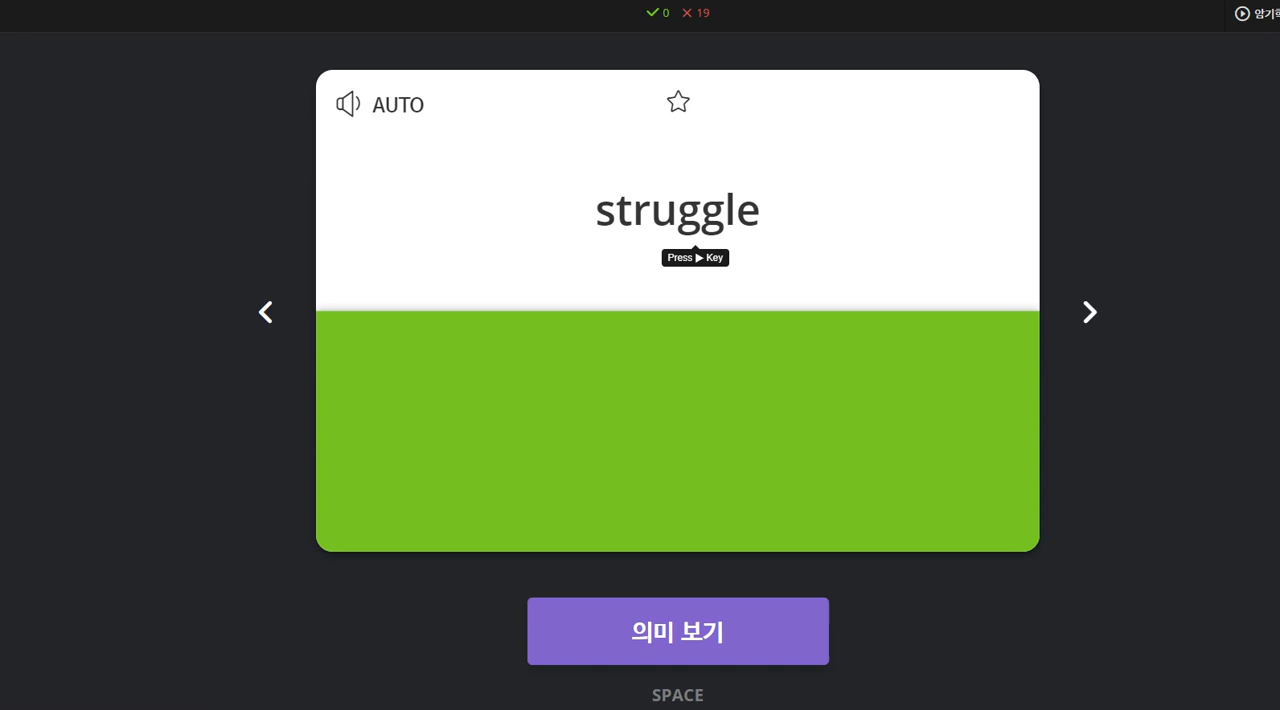 0 19
AUTO
struggle
Press ▶ Key
의미 보기
SPACE